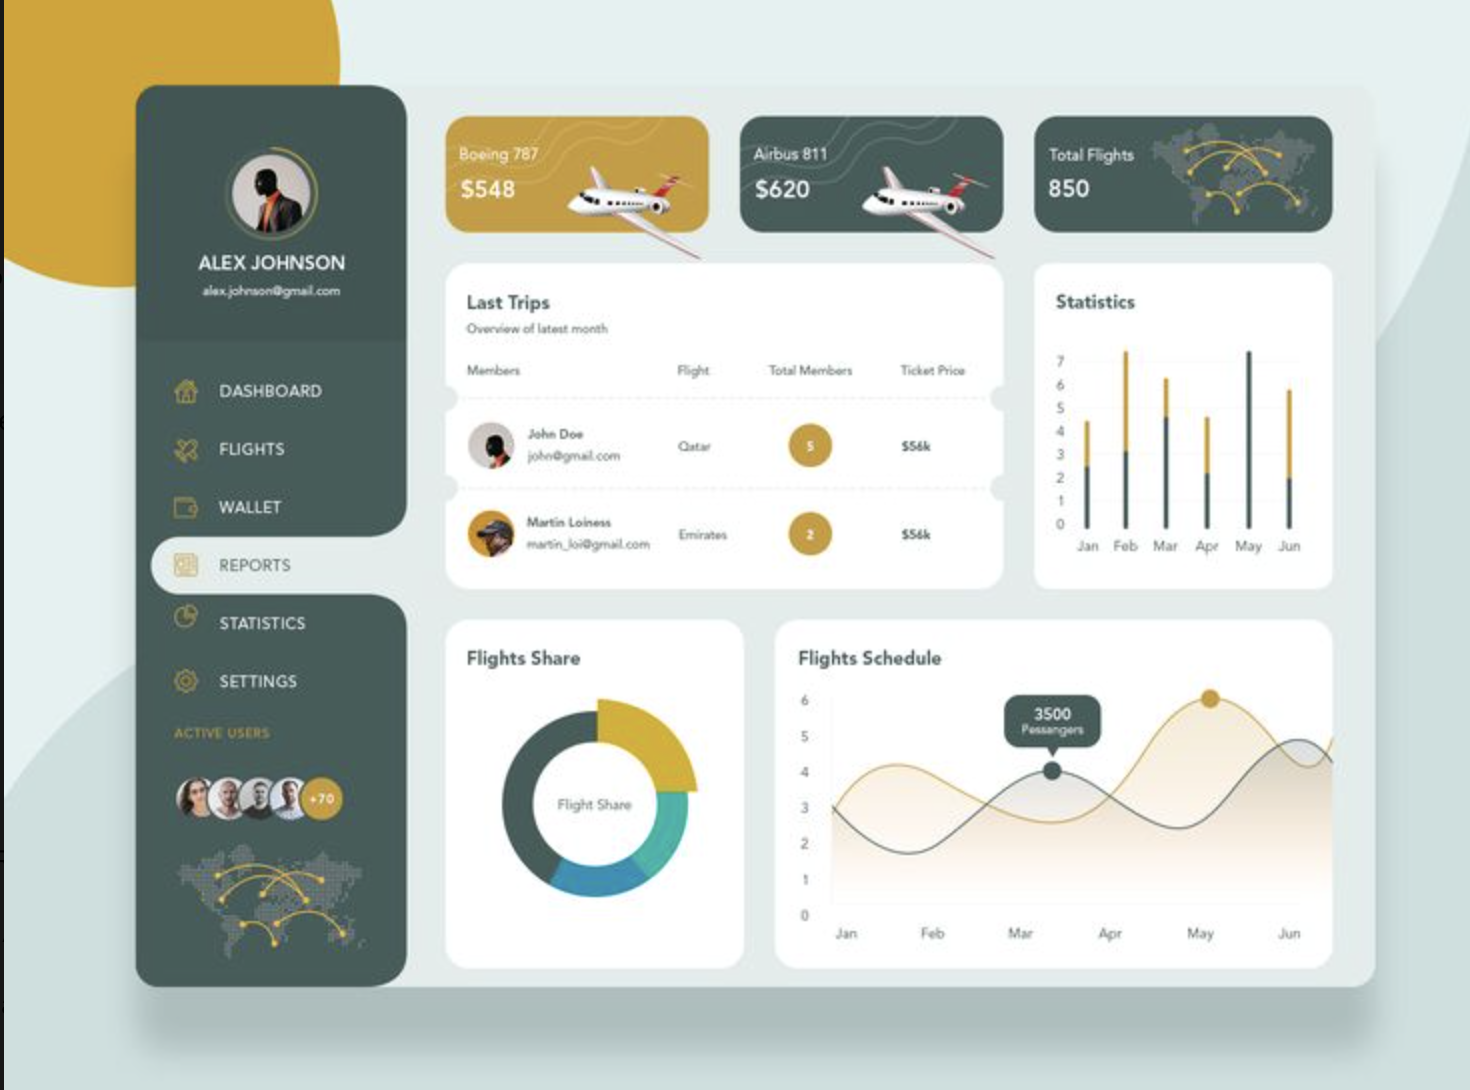 ALEX JOHNSON
alex.johnson@gmail.com
DASHBOARD
FLIGHTS
WALLET
REPORTS
STATISTICS
SETTINGS
ACTIVE USERS
+70
Boeing 787
$548
Airbus 811
$620
Total Flights
850
Last Trips
Overview of latest month
Members Flight Total Members Ticket Price
John Doe
john@gmail.com
Qatar
5
$56k
Martin Loiness
martin_loi@gmail.com
Emirates
2
$56k
Statistics
7
6
5
4
3
2
1
0
Jan Feb Mar Apr May Jun
Flights Share
Flight Share
Flights Schedule
6
5
4
3
2
1
0
3500
Pessangers
Jan Feb Mar Apr May Jun